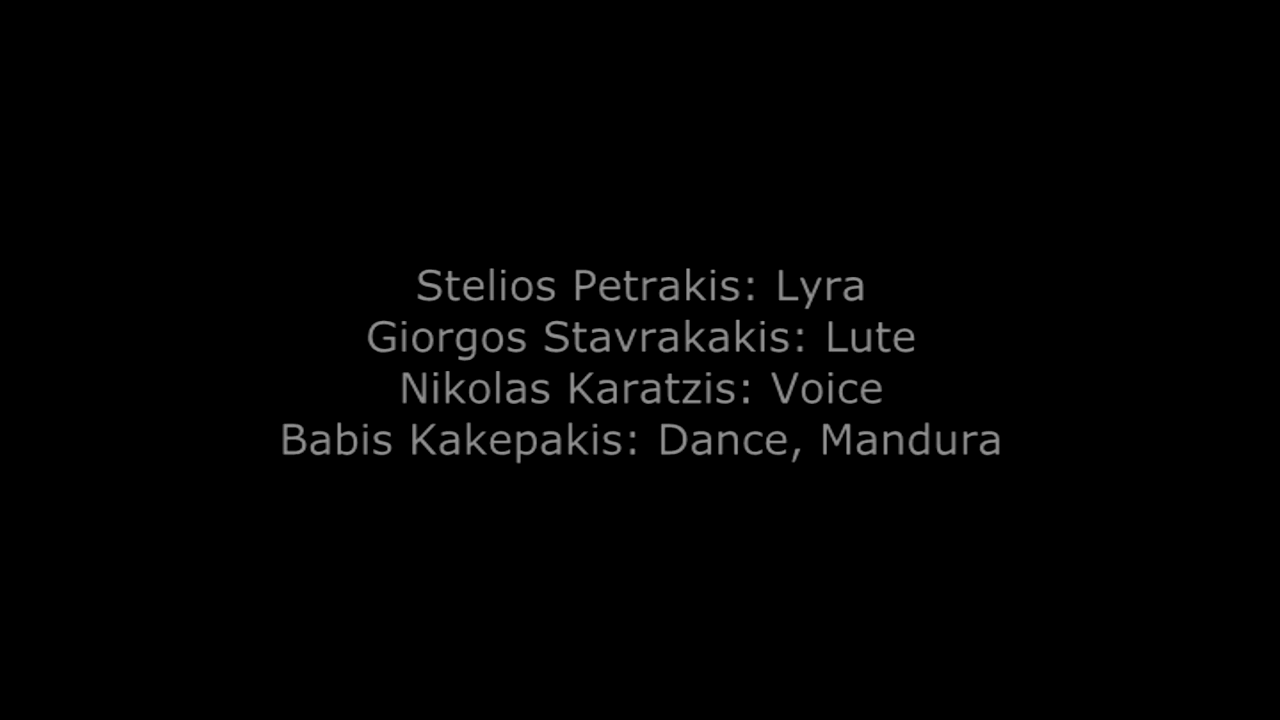 Stelios Petrakis: Lyra
Giorgos Stavrakakis: Lute
Nikolas Karatzis: Voice
Babis Kakepakis: Dance, Mandura